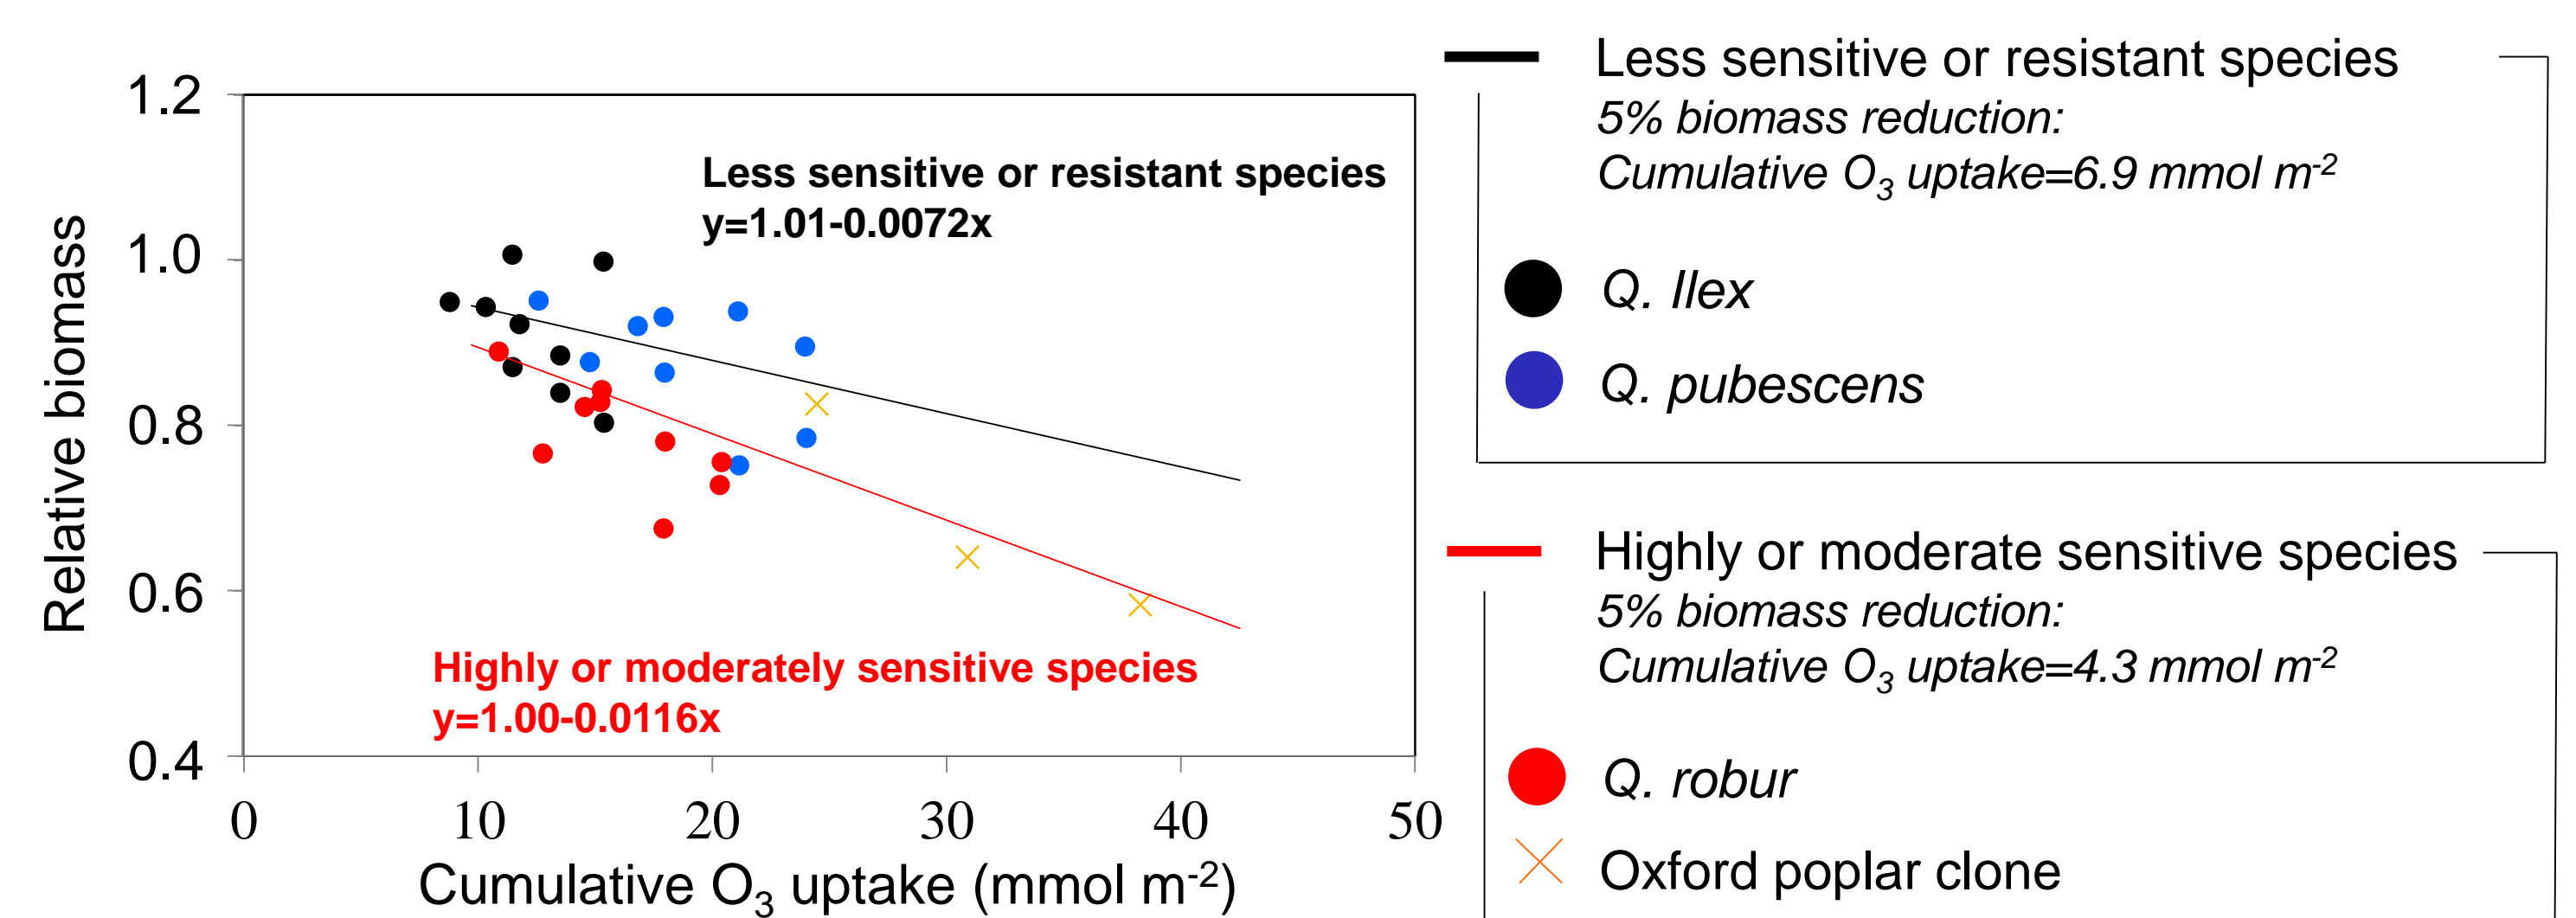 1.2
1.0
0.8
0.6
0.4
Relative biomass
Less sensitive or resistant species
y=1.01-0.0072x
Highly or moderately sensitive species
y=1.00-0.0116x
0 10 20 30 40 50
Cumulative O₃ uptake (mmol m⁻²)
Less sensitive or resistant species
5% biomass reduction:
Cumulative O₃ uptake=6.9 mmol m⁻²
Q. Ilex
Q. pubescens
Highly or moderate sensitive species
5% biomass reduction:
Cumulative O₃ uptake=4.3 mmol m⁻²
Q. robur
Oxford poplar clone